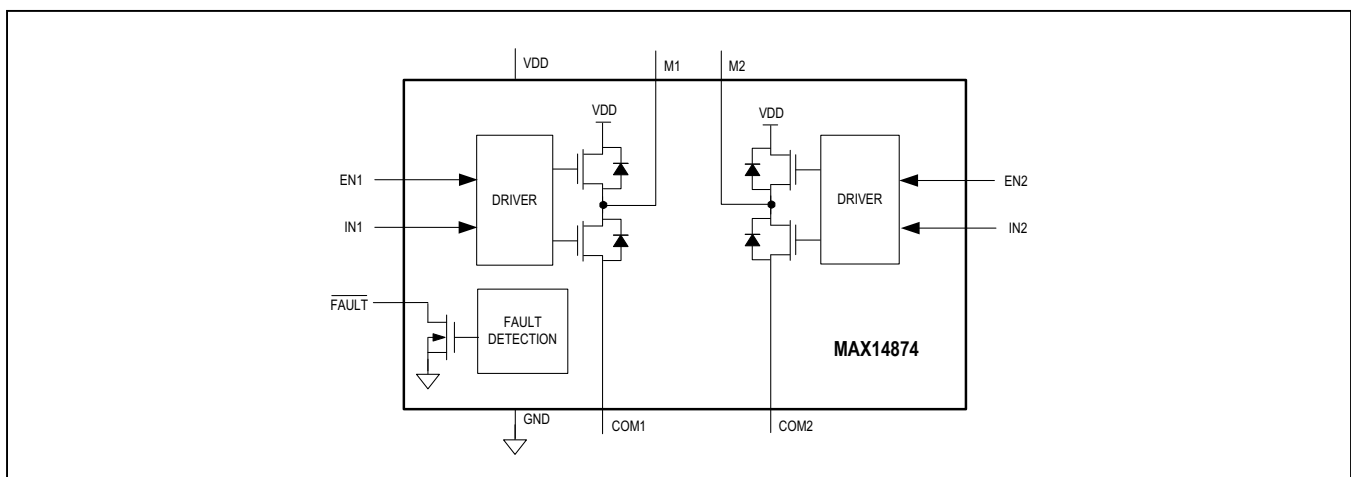 VDD
M1
M2
VDD
VDD
EN1
DRIVER
DRIVER
EN2
IN1
IN2
FAULT
FAULT
DETECTION
MAX14874
GND
COM1
COM2